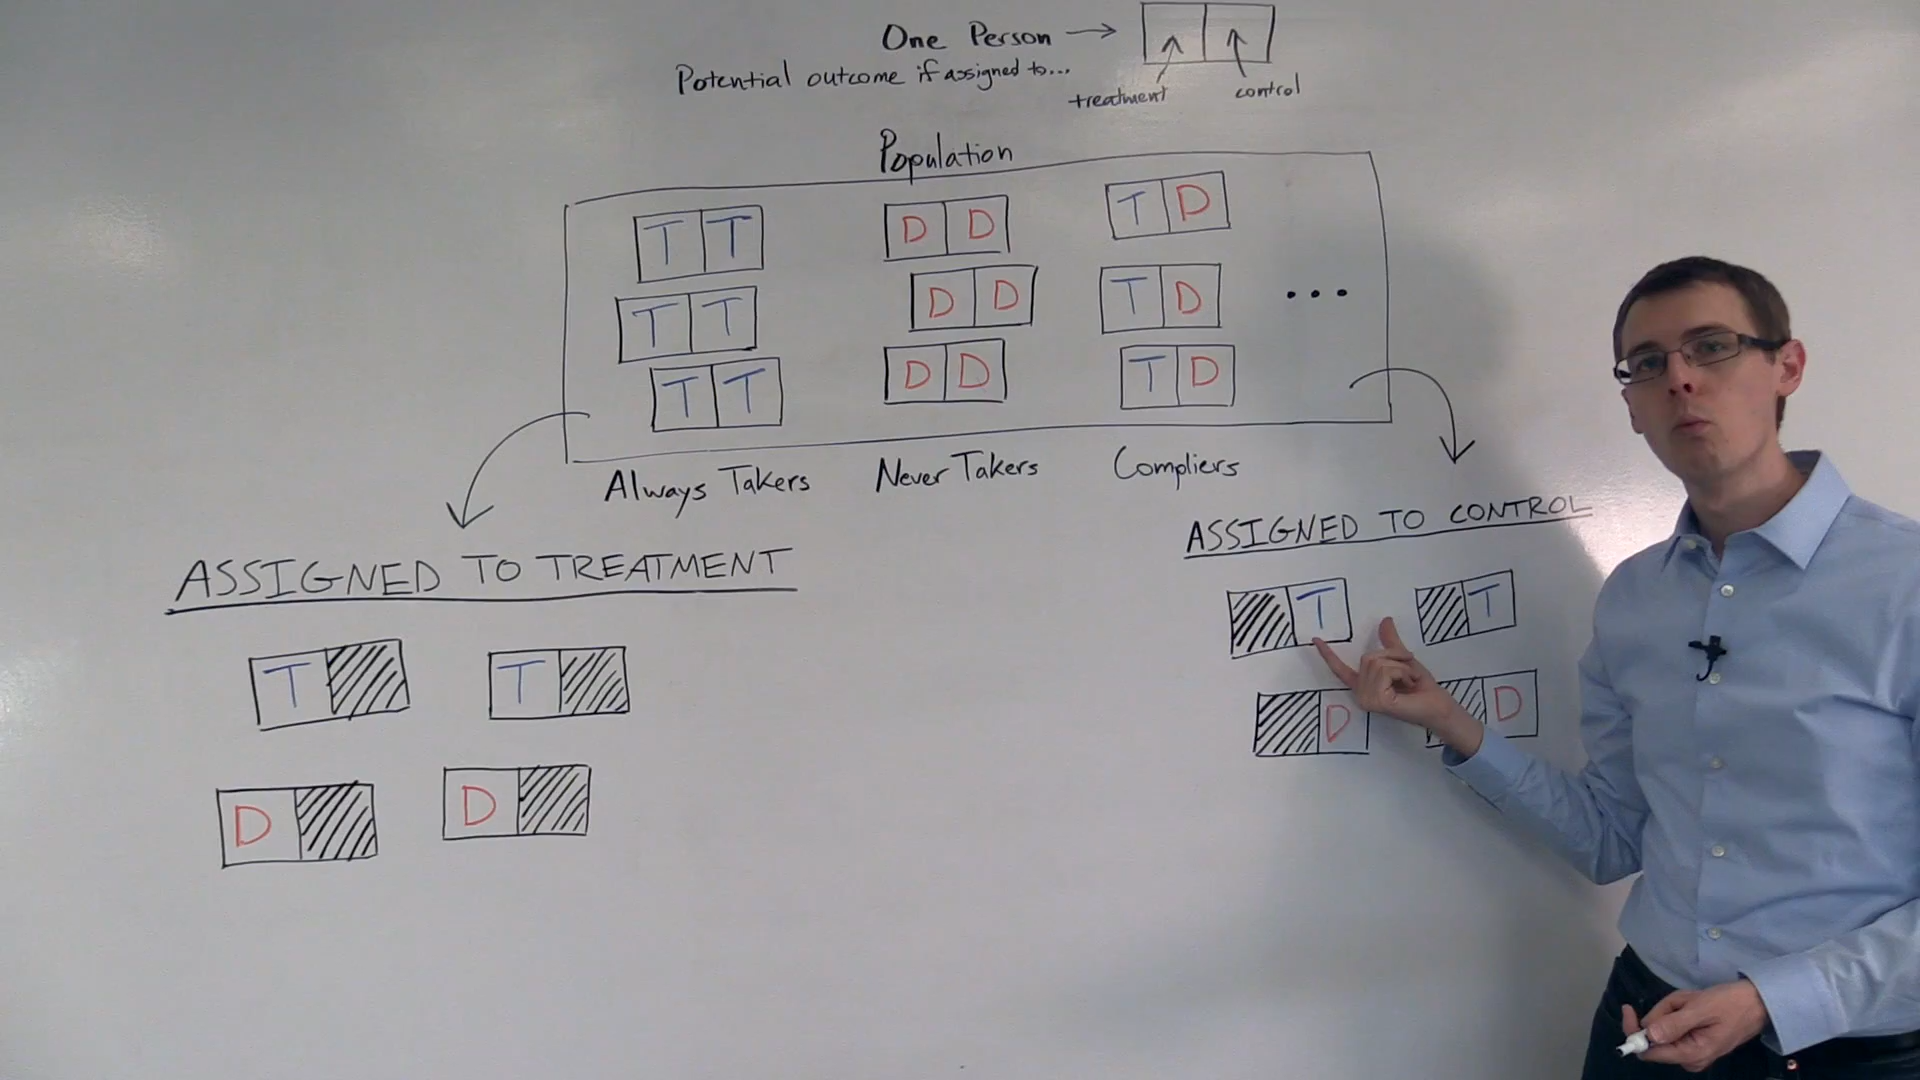 One Person →
Potential outcome if assigned to...
treatment
control
Population
T T
D D
T D
T T
D D
T D
...
T T
D D
T D
Always Takers
Never Takers
Compliers
ASSIGNED TO TREATMENT
T
T
D
D
ASSIGNED TO CONTROL
T
T
D
D